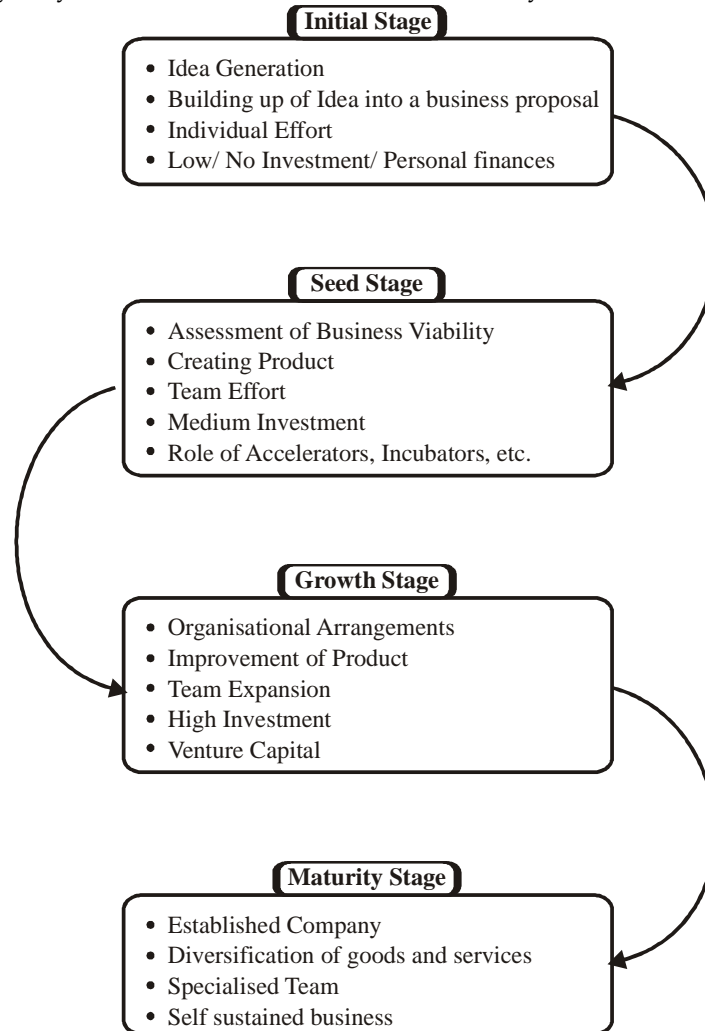 Initial Stage
• Idea Generation
• Building up of Idea into a business proposal
• Individual Effort
• Low/ No Investment/ Personal finances
Seed Stage
• Assessment of Business Viability
• Creating Product
• Team Effort
• Medium Investment
• Role of Accelerators, Incubators, etc.
Growth Stage
• Organisational Arrangements
• Improvement of Product
• Team Expansion
• High Investment
• Venture Capital
Maturity Stage
• Established Company
• Diversification of goods and services
• Specialised Team
• Self sustained business